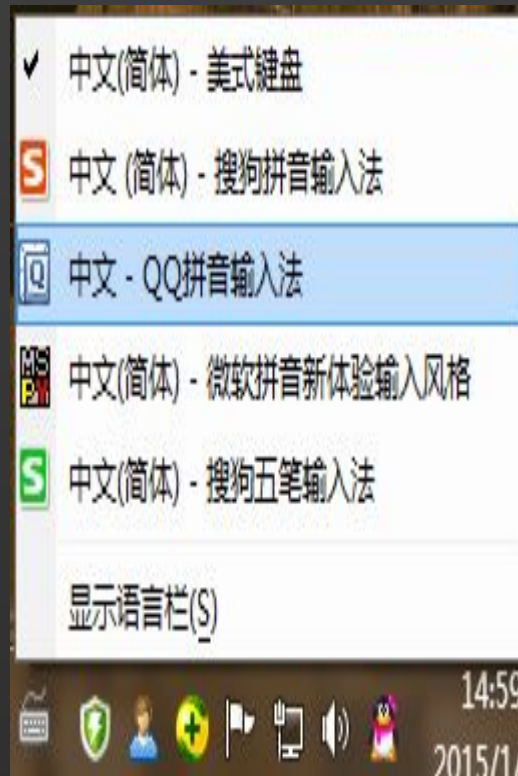 中文(简体) - 美式键盘
中文 (简体) - 搜狗拼音输入法
中文 - QQ拼音输入法
中文(简体) - 微软拼音新体验输入风格
中文(简体) - 搜狗五笔输入法
显示语言栏(S)
14:59
2015/1/